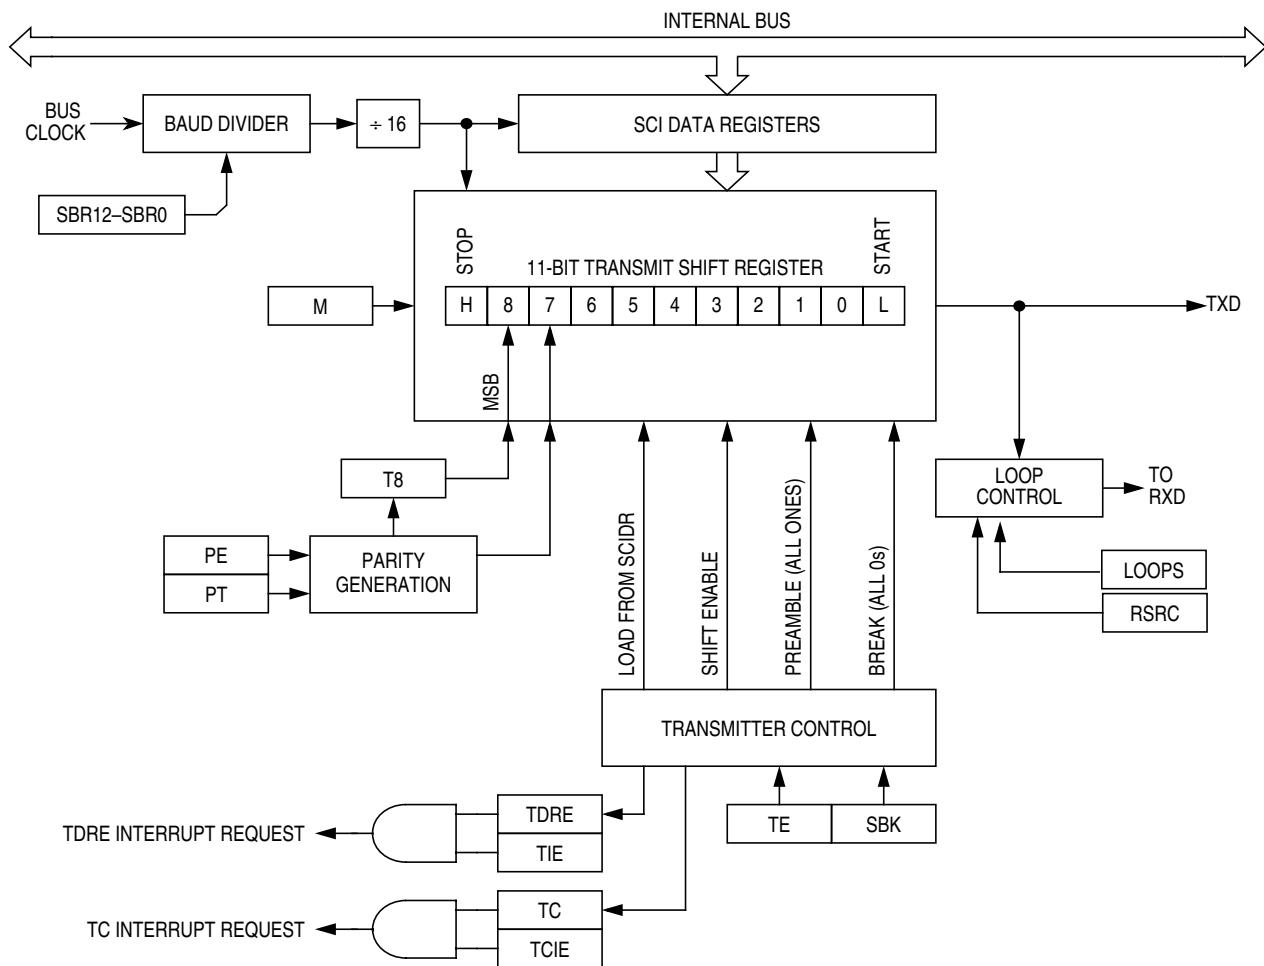 INTERNAL BUS
BUS
CLOCK
BAUD DIVIDER
÷ 16
SCI DATA REGISTERS
SBR12–SBR0
STOP
11-BIT TRANSMIT SHIFT REGISTER
START
M
H 8 7 6 5 4 3 2 1 0 L
TXD
MSB
T8
LOOP
CONTROL
TO
RXD
PE
PT
PARITY
GENERATION
LOAD FROM SCIDR
SHIFT ENABLE
PREAMBLE (ALL ONES)
BREAK (ALL 0s)
LOOPS
RSRC
TRANSMITTER CONTROL
TDRE INTERRUPT REQUEST
TDRE
TIE
TE
SBK
TC INTERRUPT REQUEST
TC
TCIE